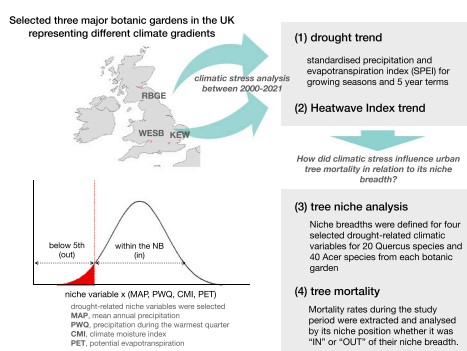 Selected three major botanic gardens in the UK
representing different climate gradients
RBGE
WESB
KEW
climatic stress analysis
between 2000-2021
(1) drought trend
standardised precipitation and
evapotranspiration index (SPEI) for
growing seasons and 5 year terms
(2) Heatwave Index trend
How did climatic stress influence urban
tree mortality in relation to its niche
breadth?
below 5th
(out)
within the NB
(in)
niche variable x (MAP, PWQ, CMI, PET)
drought-related niche variables were selected
MAP, mean annual precipitation
PWQ, precipitation during the warmest quarter
CMI, climate moisture index
PET, potential evapotranspiration
(3) tree niche analysis
Niche breadths were defined for four
selected drought-related climatic
variables for 20 Quercus species and
40 Acer species from each botanic
garden
(4) tree mortality
Mortality rates during the study
period were extracted and analysed
by its niche position whether it was
“IN” or “OUT” of their niche breadth.